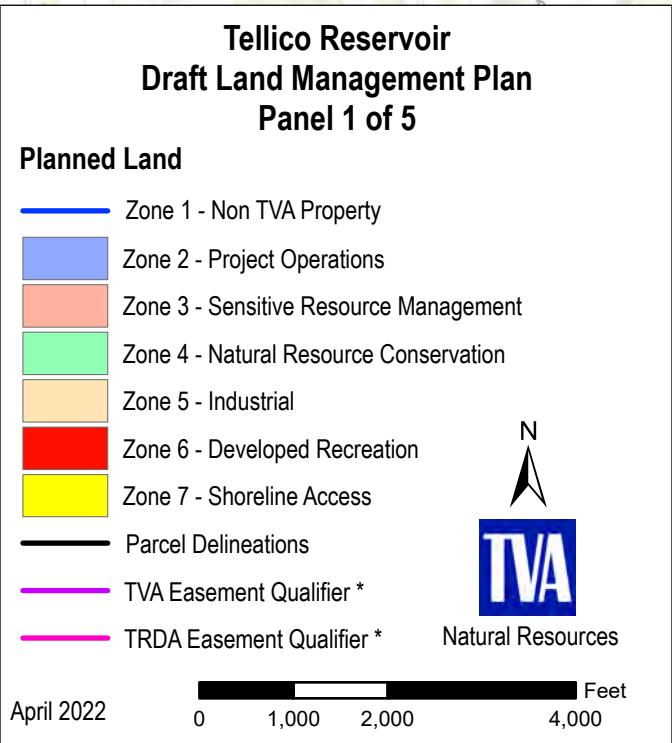 Tellico Reservoir
Draft Land Management Plan
Panel 1 of 5
Planned Land
Zone 1 - Non TVA Property
Zone 2 - Project Operations
Zone 3 - Sensitive Resource Management
Zone 4 - Natural Resource Conservation
Zone 5 - Industrial
Zone 6 - Developed Recreation
Zone 7 - Shoreline Access
Parcel Delineations
TVA Easement Qualifier *
TRDA Easement Qualifier *
N
TVA
Natural Resources
April 2022
Feet
0 1,000 2,000 4,000